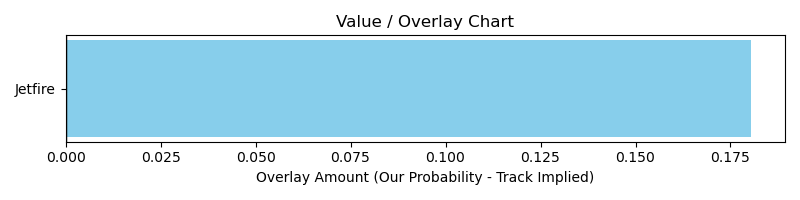 Value / Overlay Chart
Jetfire
0.000 0.025 0.050 0.075 0.100 0.125 0.150 0.175
Overlay Amount (Our Probability - Track Implied)